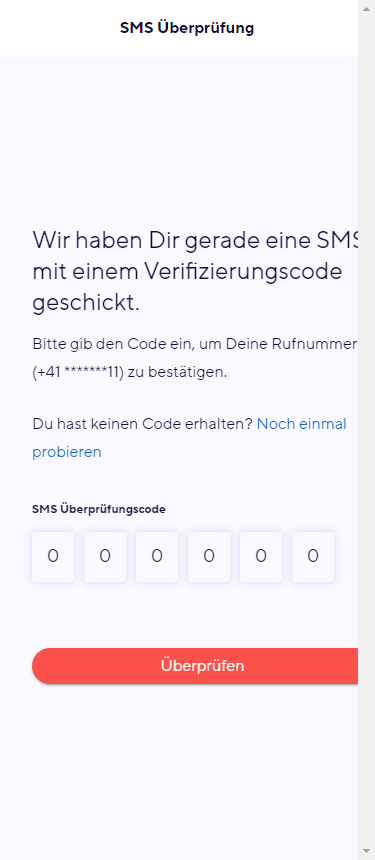 SMS Überprüfung
Wir haben Dir gerade eine SMS
mit einem Verifizierungscode
geschickt.
Bitte gib den Code ein, um Deine Rufnummer
(+41 *******11) zu bestätigen.
Du hast keinen Code erhalten? Noch einmal
probieren
SMS Überprüfungscode
0 0 0 0 0 0
Überprüfen